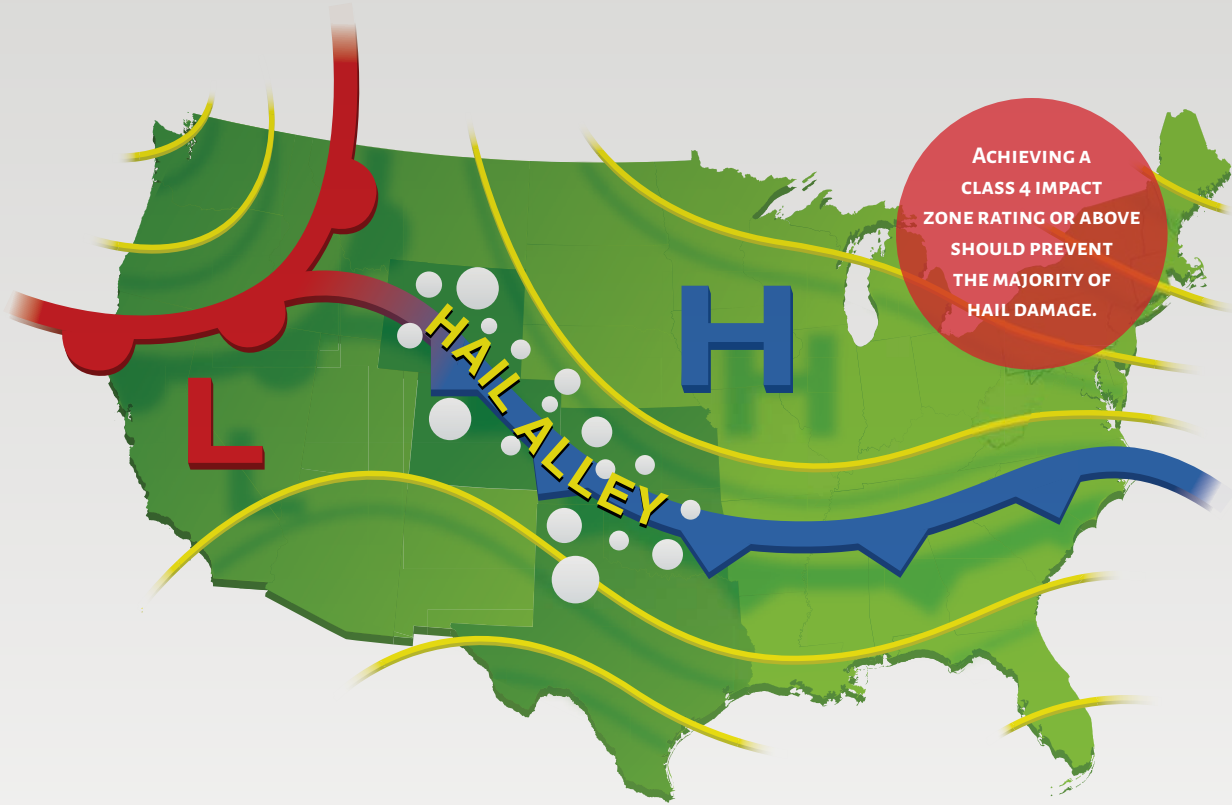 ACHIEVING A
CLASS 4 IMPACT
ZONE RATING OR ABOVE
SHOULD PREVENT
THE MAJORITY OF
HAIL DAMAGE.
H
HAIL ALLEY
L